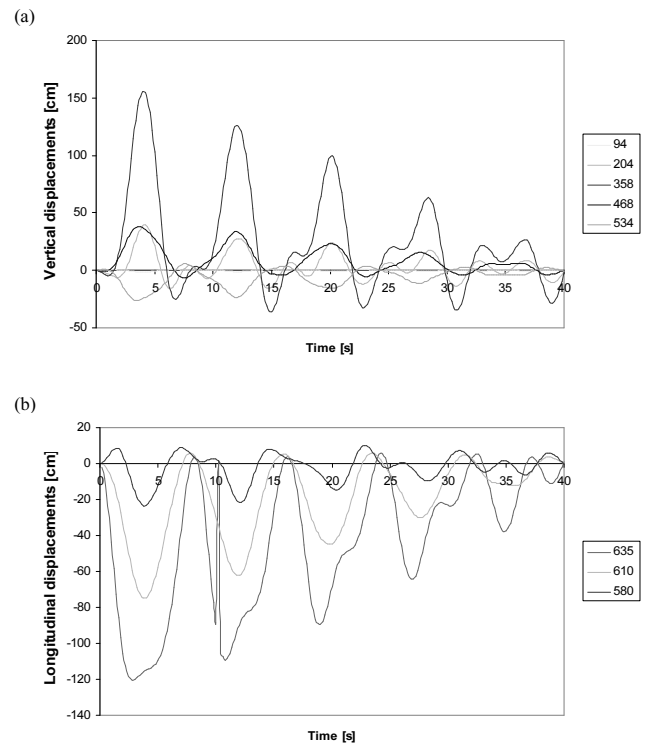 (a)
200
150
100
50
0
-50
Vertical displacements [cm]
0 5 10 15 20 25 30 35 40
Time [s]
94
204
358
468
534
(b)
20
0
-20
-40
-60
-80
-100
-120
-140
Longitudinal displacements [cm]
0 5 10 15 20 25 30 35 40
Time [s]
635
610
580